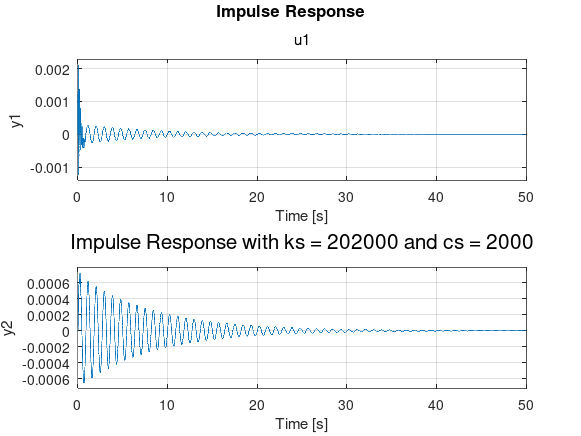 Impulse Response
u1
0.002
0.001
0
-0.001
y1
0 10 20 30 40 50
Time [s]
Impulse Response with ks = 202000 and cs = 2000
0.0006
0.0004
0.0002
0
-0.0002
-0.0004
-0.0006
y2
0 10 20 30 40 50
Time [s]